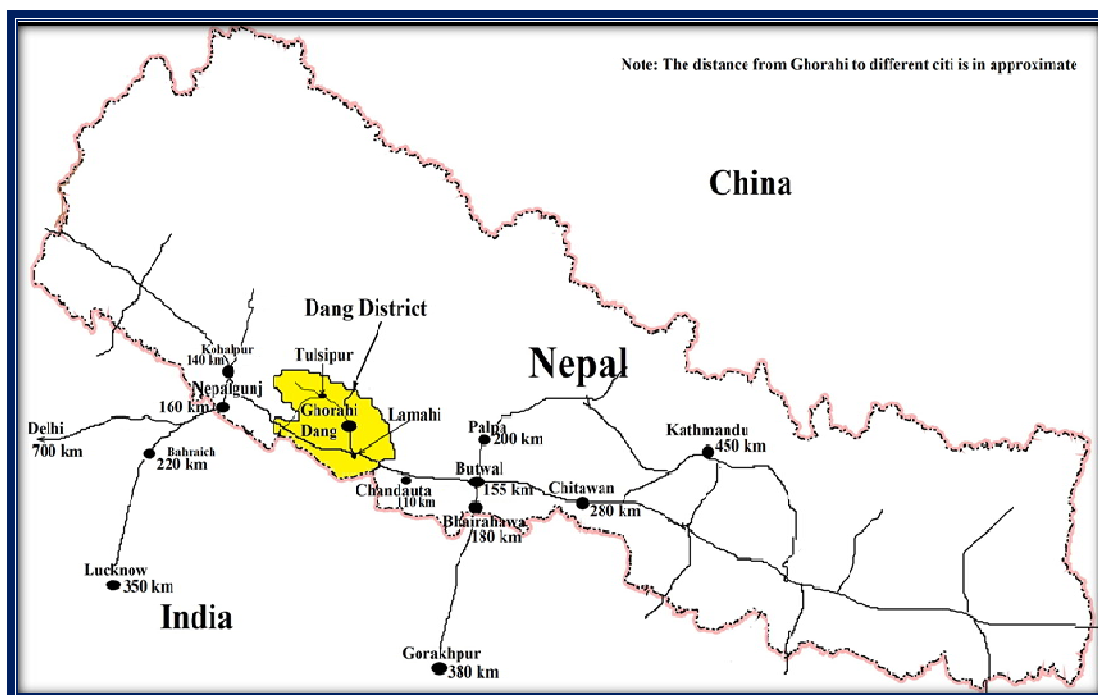 Note: The distance from Ghorahi to different citi is in approximate
China
Dang District
Nepal
Kohalpur
140 km
Tulsipur
Nepalgunj
160 km
Ghorahi
Dang
Lamahi
Delhi
700 km
Bahraich
220 km
Palpa
200 km
Kathmandu
450 km
Butwal
155 km
Chandauta
110 km
Chitawan
280 km
Bhairahawa
180 km
Lucknow
350 km
India
Gorakhpur
380 km